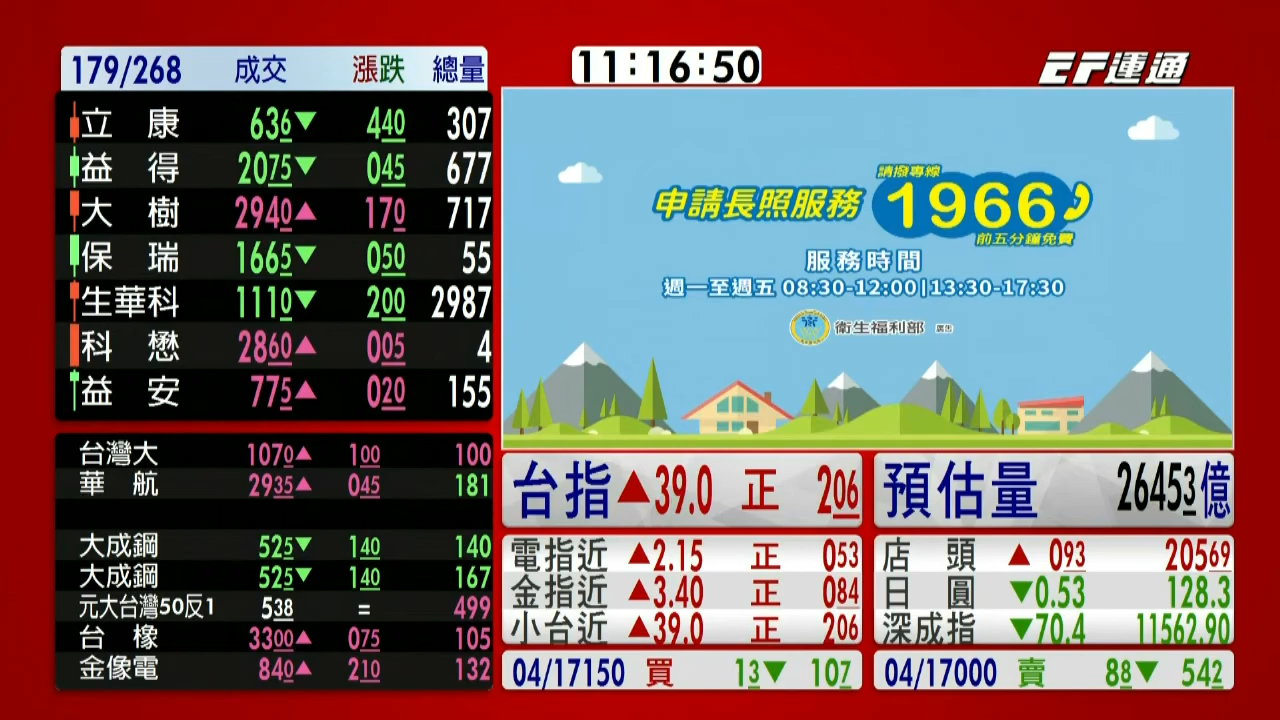 179/268 成交 漲跌 總量
立康 636▼ 440 307
益得 2075▼ 045 677
大樹 2940▲ 170 717
保瑞 1665▼ 050 55
生華科 1110▼ 200 2987
科懋 2860▲ 005 4
益安 775▲ 020 155
台灣大 1070▲ 100 100
華航 2935▲ 045 181
大成鋼 525▼ 140 140
大成鋼 525▼ 140 167
元大台灣50反1 538 = 499
台橡 3300▲ 075 105
金像電 840▲ 210 132
11:16:50
EF運通
請撥專線
申請長照服務 1966
前五分鐘免費
服務時間
週一至週五 08:30-12:00|13:30-17:30
衛生福利部 廣告
台指▲39.0 正 206
預估量 26453億
電指近 ▲2.15 正 053
金指近 ▲3.40 正 084
小台近 ▲39.0 正 206
店頭 ▲ 093 20569
日圓 ▼0.53 128.3
深成指 ▼70.4 11562.90
04/17150 買 13▼ 107
04/17000 賣 88▼ 542